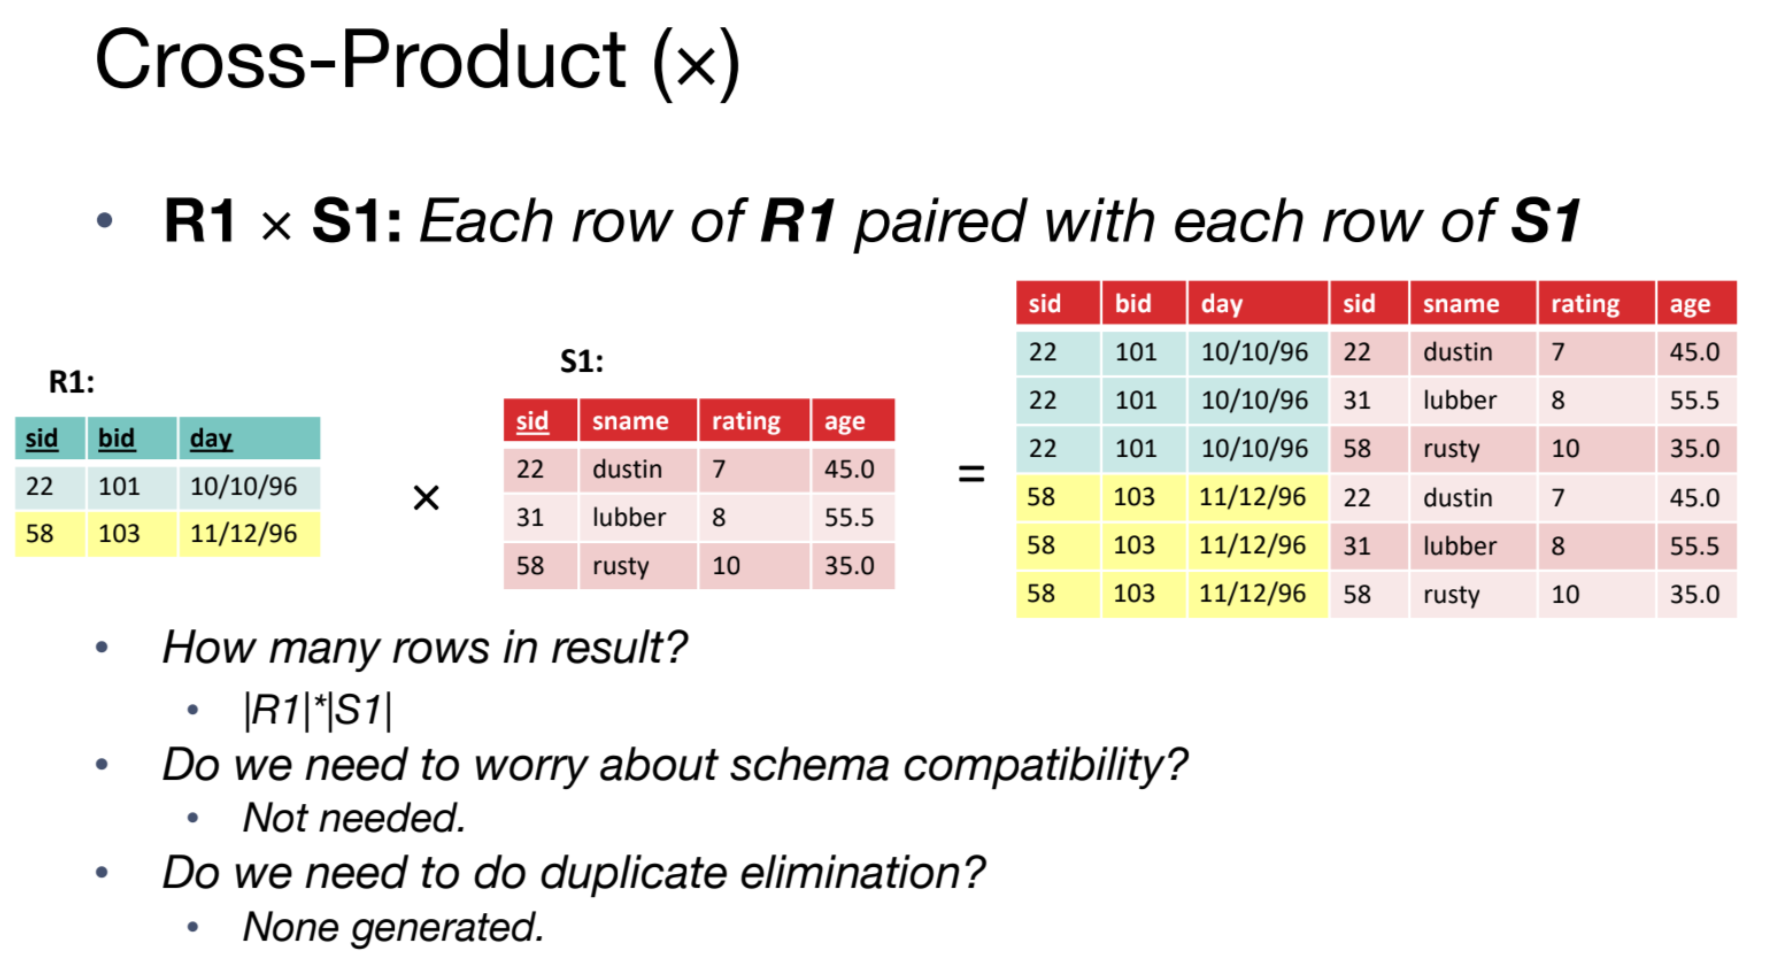 Cross-Product (×)
• R1 × S1: Each row of R1 paired with each row of S1
R1:
sid bid day
22 101 10/10/96
58 103 11/12/96
×
S1:
sid sname rating age
22 dustin 7 45.0
31 lubber 8 55.5
58 rusty 10 35.0
=
sid bid day sid sname rating age
22 101 10/10/96 22 dustin 7 45.0
22 101 10/10/96 31 lubber 8 55.5
22 101 10/10/96 58 rusty 10 35.0
58 103 11/12/96 22 dustin 7 45.0
58 103 11/12/96 31 lubber 8 55.5
58 103 11/12/96 58 rusty 10 35.0
• How many rows in result?
• |R1|*|S1|
• Do we need to worry about schema compatibility?
• Not needed.
• Do we need to do duplicate elimination?
• None generated.